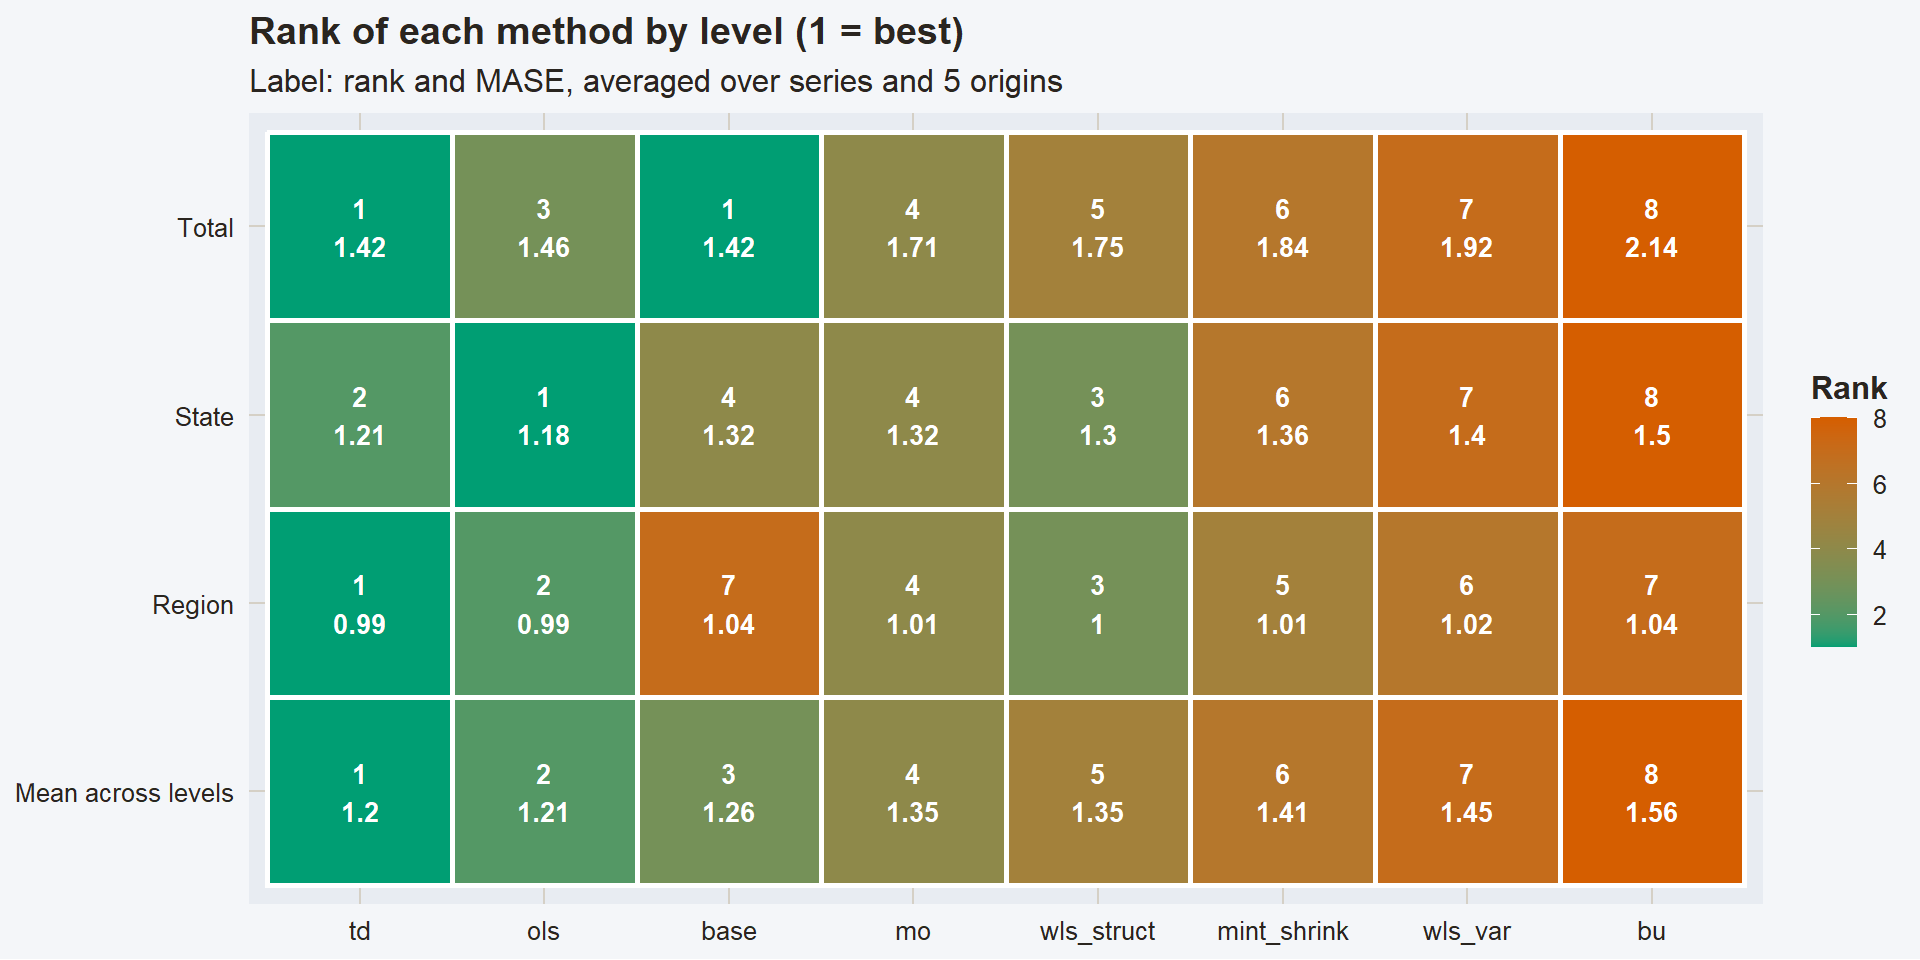 Rank of each method by level (1 = best)
Label: rank and MASE, averaged over series and 5 origins
Total
1 3 1 4 5 6 7 8
1.42 1.46 1.42 1.71 1.75 1.84 1.92 2.14
State
2 1 4 4 3 6 7 8
1.21 1.18 1.32 1.32 1.3 1.36 1.4 1.5
Region
1 2 7 4 3 5 6 7
0.99 0.99 1.04 1.01 1 1.01 1.02 1.04
Mean across levels
1 2 3 4 5 6 7 8
1.2 1.21 1.26 1.35 1.35 1.41 1.45 1.56
td ols base mo wls_struct mint_shrink wls_var bu
Rank
8
6
4
2